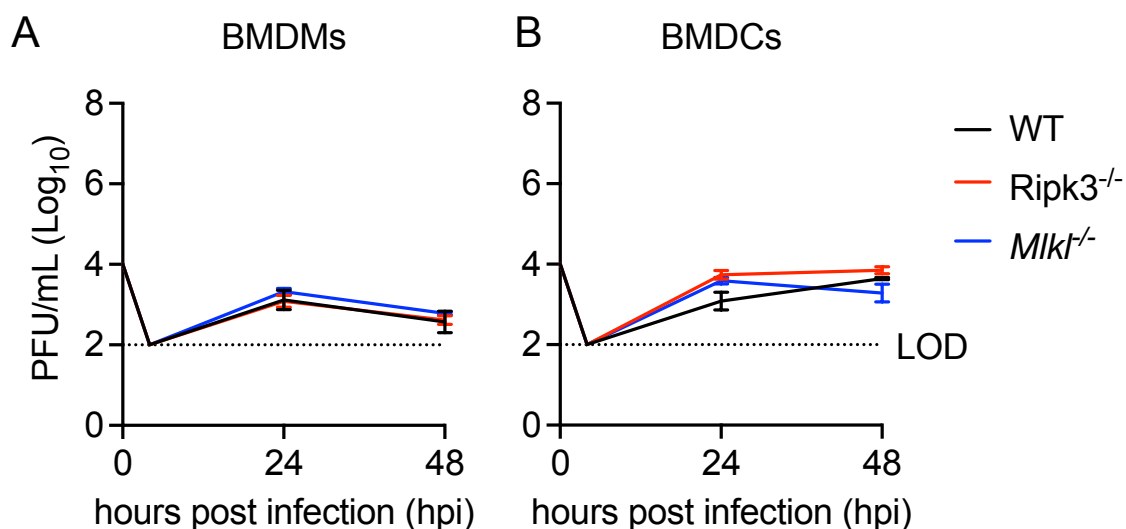 A BMDMs
B BMDCs
PFU/mL (Log10)
8
6
4
2
0
0 24 48
hours post infection (hpi)
8
6
4
2
0
0 24 48
hours post infection (hpi)
LOD
WT
Ripk3-/-
Mlkl-/-